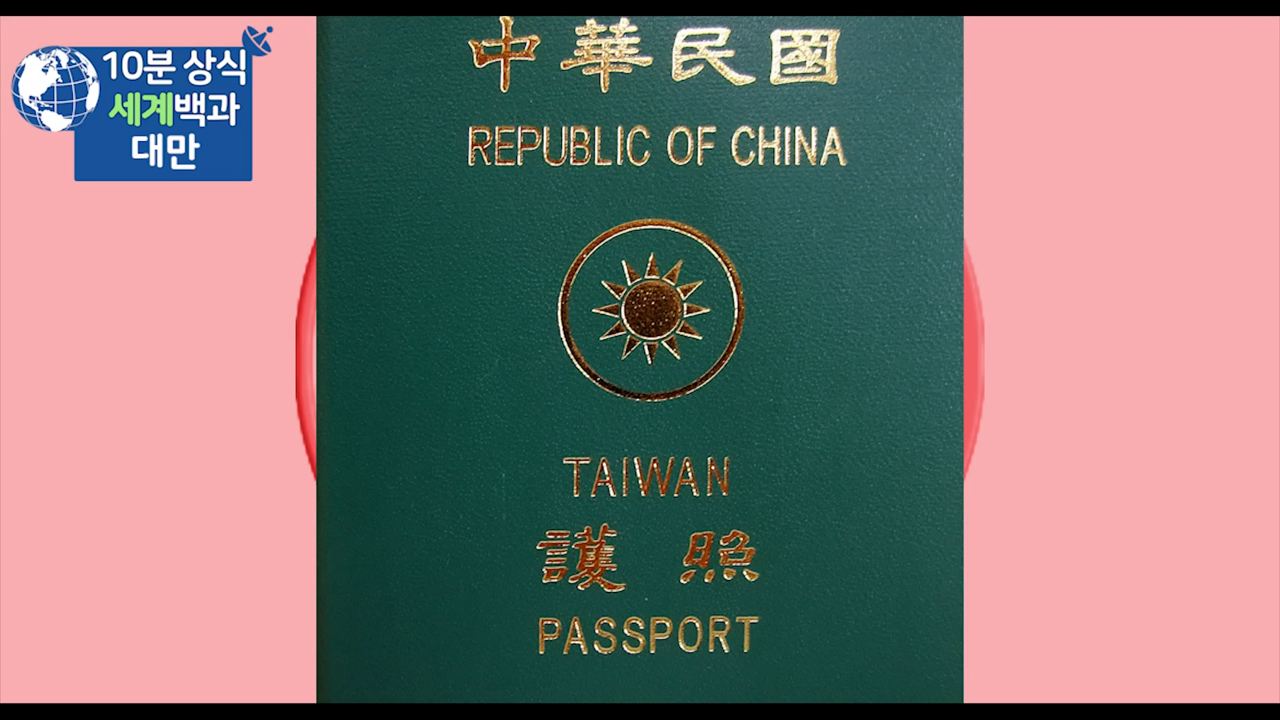 10분 상식
세계백과
대만
中華民國
REPUBLIC OF CHINA
TAIWAN
護照
PASSPORT